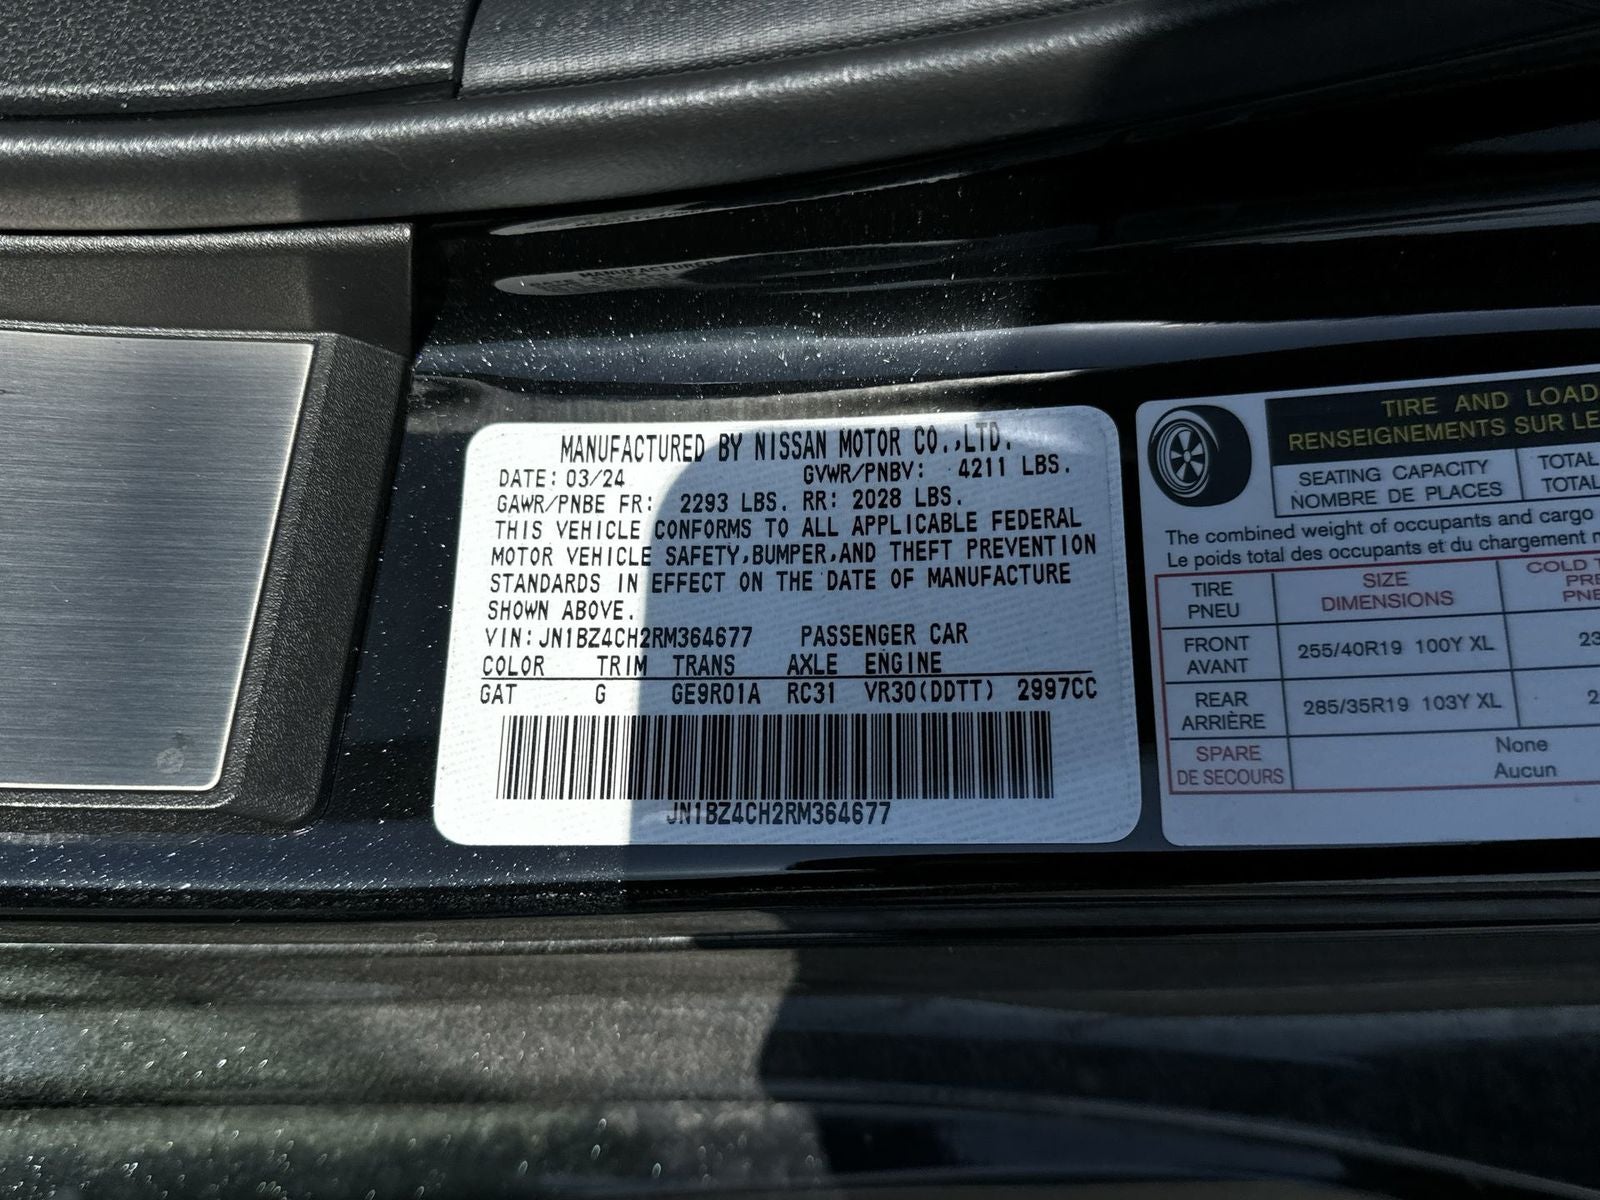 MANUFACTURED BY NISSAN MOTOR CO.,LTD.
DATE: 03/24 GVWR/PNBV: 4211 LBS.
GAWR/PNBE FR: 2293 LBS. RR: 2028 LBS.
THIS VEHICLE CONFORMS TO ALL APPLICABLE FEDERAL
MOTOR VEHICLE SAFETY,BUMPER,AND THEFT PREVENTION
STANDARDS IN EFFECT ON THE DATE OF MANUFACTURE
SHOWN ABOVE.
VIN:JN1BZ4CH2RM364677 PASSENGER CAR
COLOR TRIM TRANS AXLE ENGINE
GAT G GE9R01A RC31 VR30(DDTT) 2997CC
JN1BZ4CH2RM364677
TIRE AND LOAD
RENSEIGNEMENTS SUR LE
SEATING CAPACITY TOTAL
NOMBRE DE PLACES TOTAL
The combined weight of occupants and cargo
Le poids total des occupants et du chargement
TIRE SIZE COLD
PNEU DIMENSIONS
FRONT
AVANT 255/40R19 100Y XL
REAR
ARRIÈRE 285/35R19 103Y XL
SPARE None
DE SECOURS Aucun